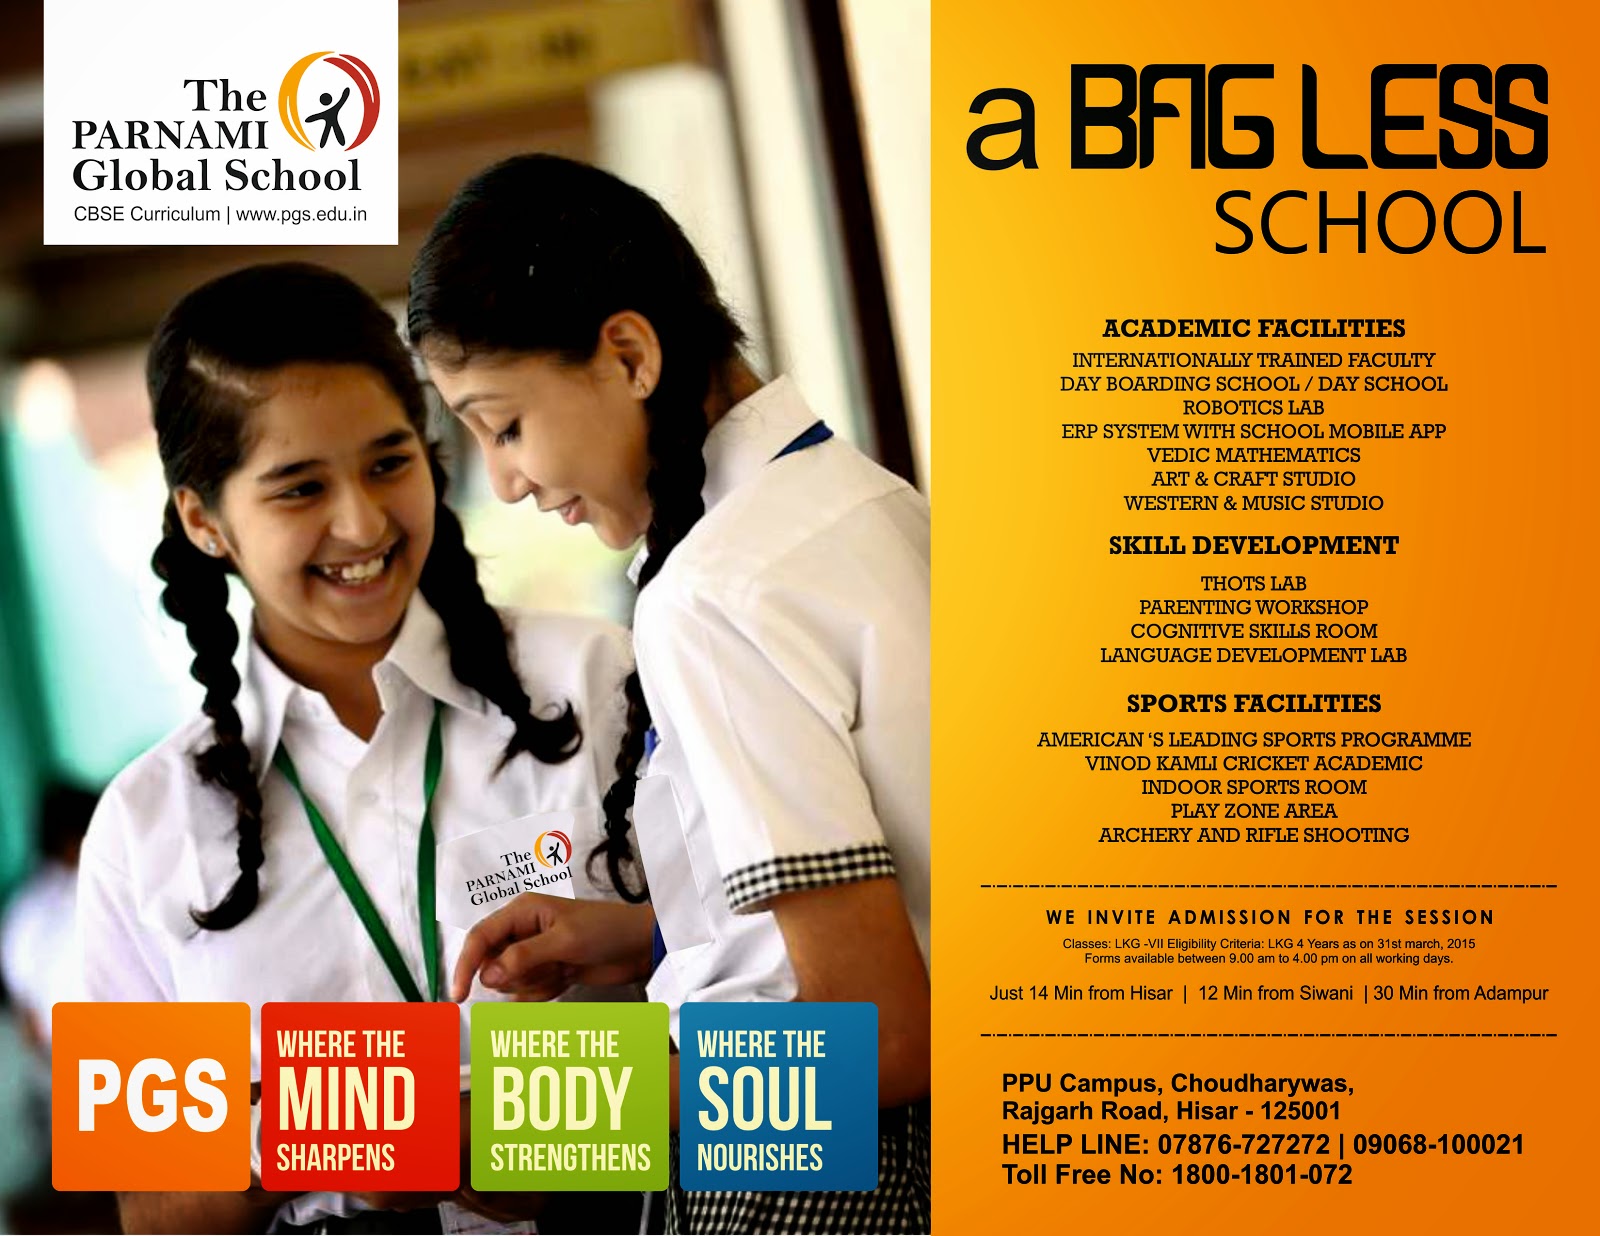 The
PARNAMI
Global School
CBSE Curriculum | www.pgs.edu.in
a BAG LESS
SCHOOL
ACADEMIC FACILITIES
INTERNATIONALLY TRAINED FACULTY
DAY BOARDING SCHOOL / DAY SCHOOL
ROBOTICS LAB
ERP SYSTEM WITH SCHOOL MOBILE APP
VEDIC MATHEMATICS
ART & CRAFT STUDIO
WESTERN & MUSIC STUDIO
SKILL DEVELOPMENT
THOTS LAB
PARENTING WORKSHOP
COGNITIVE SKILLS ROOM
LANGUAGE DEVELOPMENT LAB
SPORTS FACILITIES
AMERICAN ‘S LEADING SPORTS PROGRAMME
VINOD KAMLI CRICKET ACADEMIC
INDOOR SPORTS ROOM
PLAY ZONE AREA
ARCHERY AND RIFLE SHOOTING
WE INVITE ADMISSION FOR THE SESSION
Classes: LKG -VII Eligibility Criteria: LKG 4 Years as on 31st march, 2015
Forms available between 9.00 am to 4.00 pm on all working days.
Just 14 Min from Hisar | 12 Min from Siwani | 30 Min from Adampur
PPU Campus, Choudharywas,
Rajgarh Road, Hisar - 125001
HELP LINE: 07876-727272 | 09068-100021
Toll Free No: 1800-1801-072
The
PARNAMI
Global School
PGS
WHERE THE
MIND
SHARPENS
WHERE THE
BODY
STRENGTHENS
WHERE THE
SOUL
NOURISHES